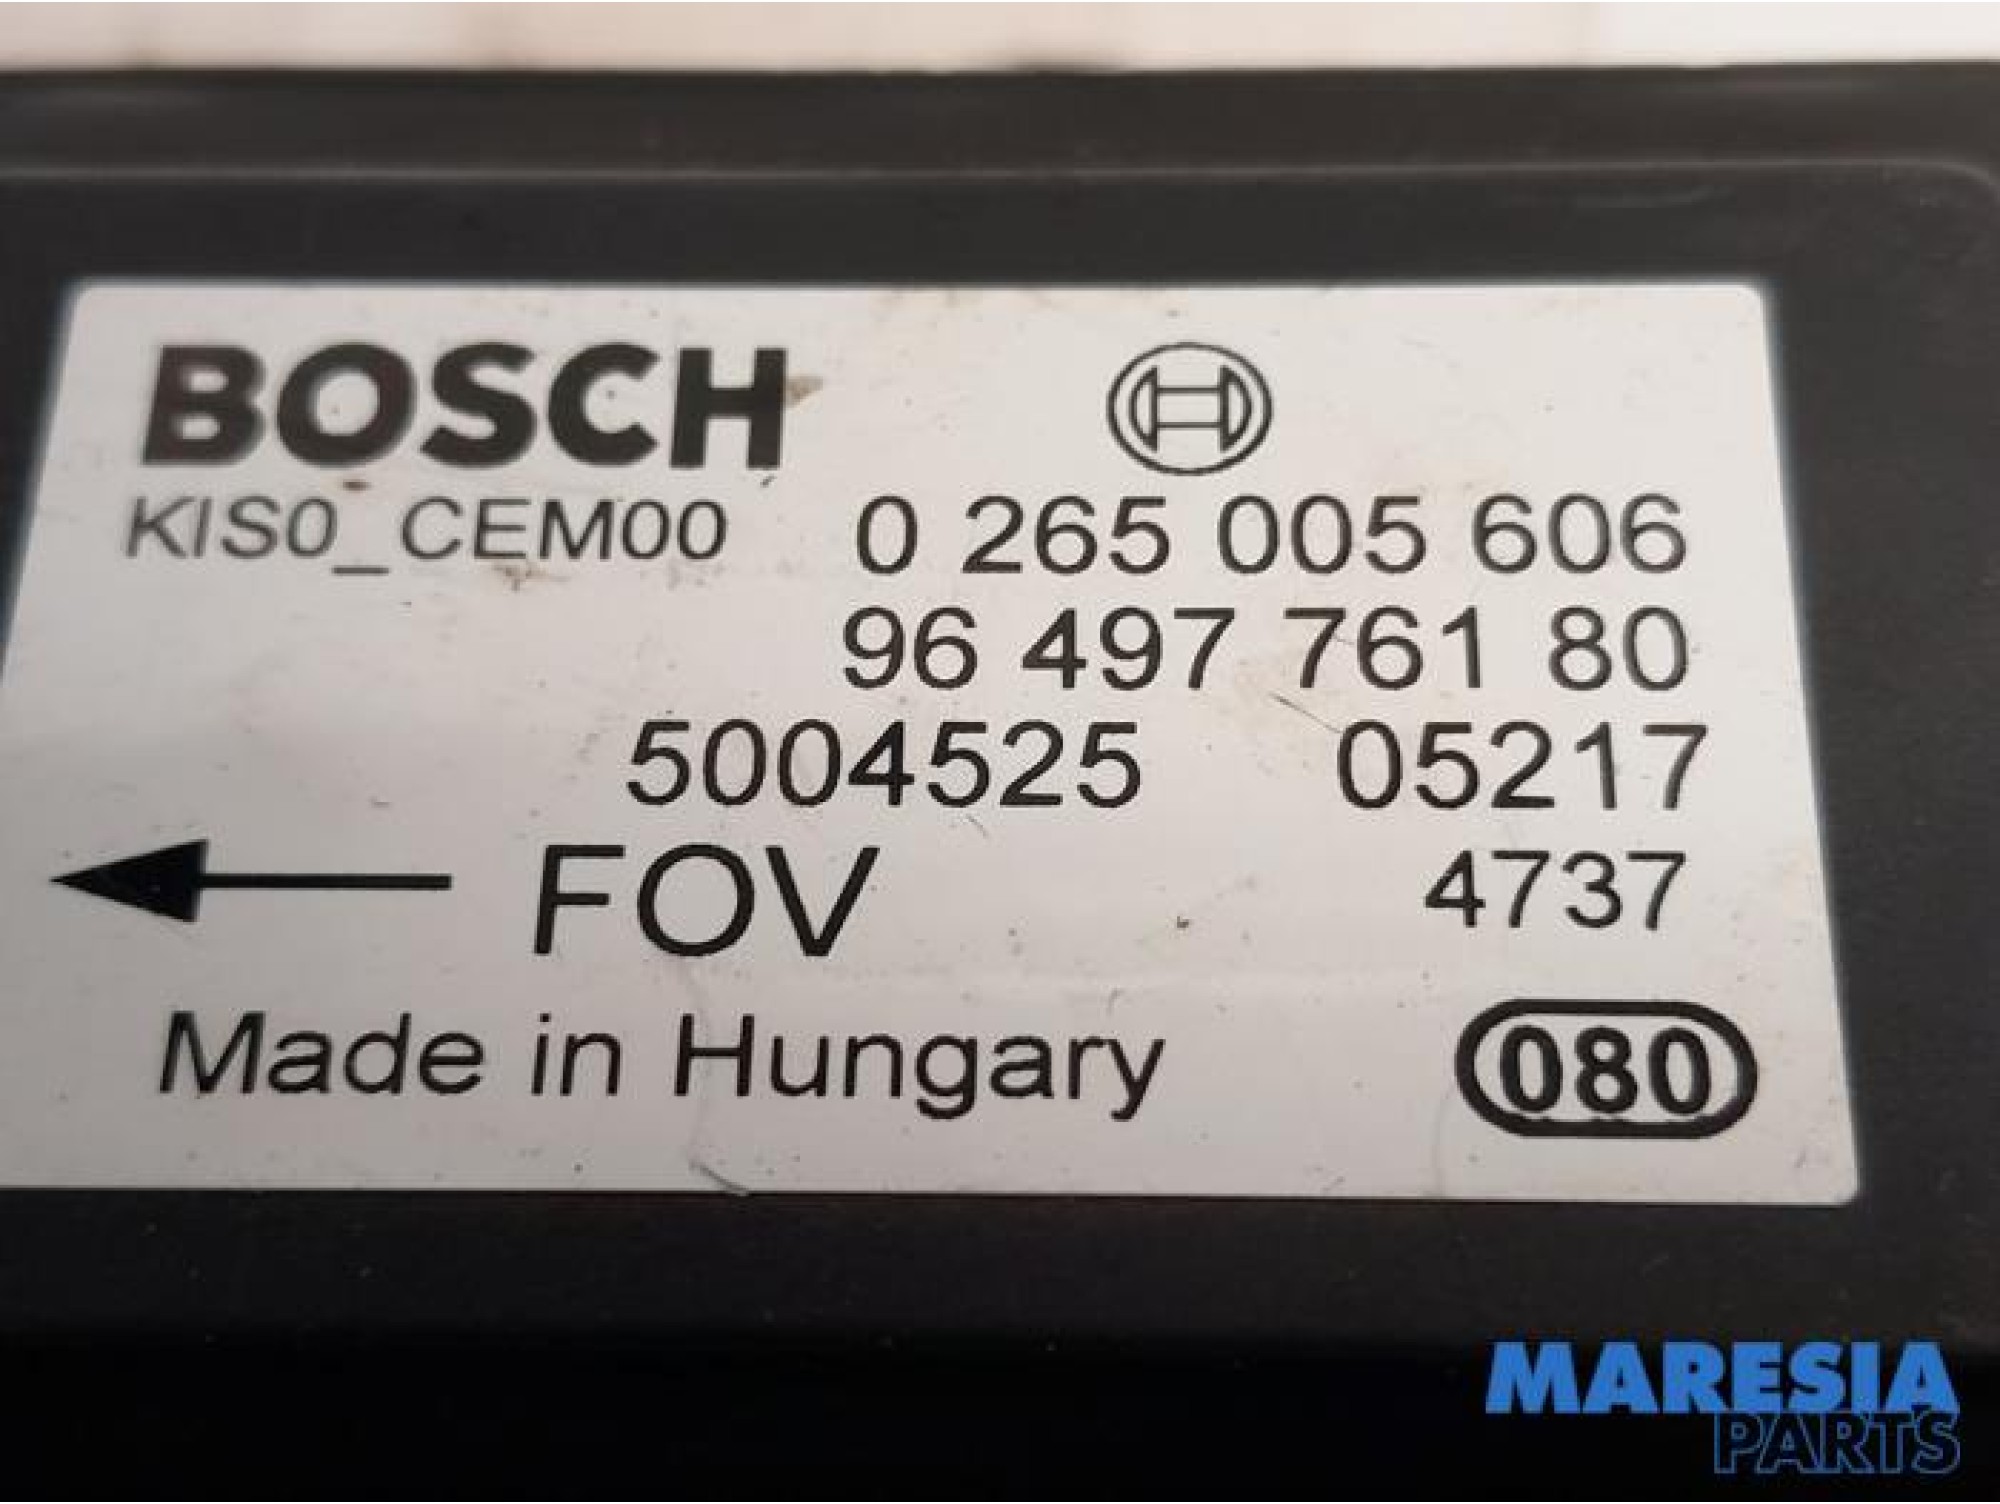 BOSCH
KIS0_CEM00 0 265 005 606
96 497 761 80
5004525 05217
FOV 4737
Made in Hungary 080
MARESIA
PARTS